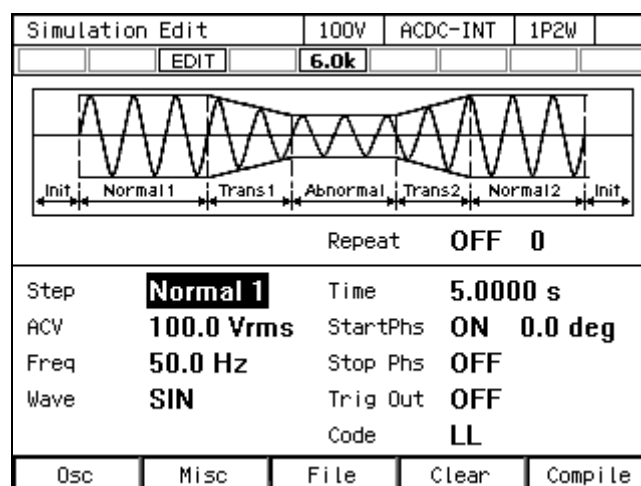 Simulation Edit 100V ACDC-INT 1P2W
EDIT 6.0k
Init Normal1 Trans1 Abnormal Trans2 Normal2 Init
Repeat OFF 0
Step Normal 1 Time 5.0000 s
ACV 100.0 Vrms StartPhs ON 0.0 deg
Freq 50.0 Hz Stop Phs OFF
Wave SIN Trig Out OFF
Code LL
Osc Misc File Clear Compile